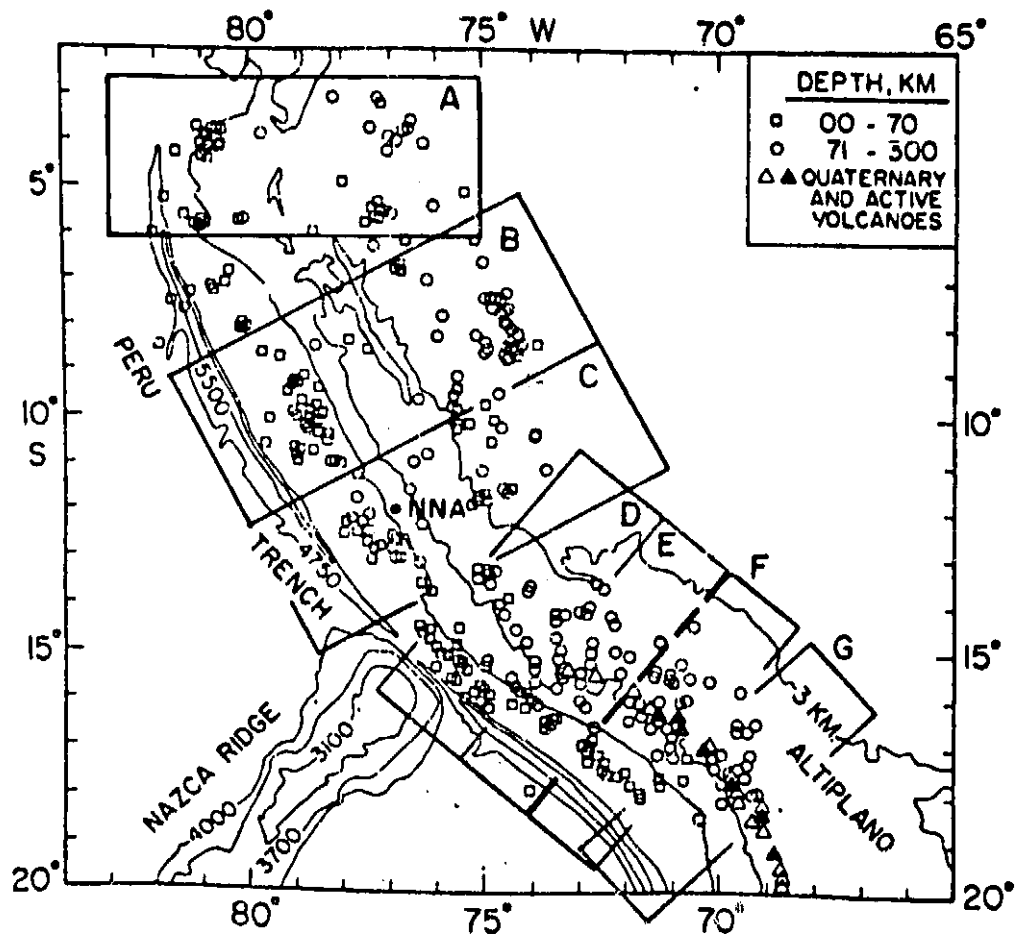 80° 75° W 70° 65°
DEPTH, KM
00 - 70
71 - 300
QUATERNARY
AND ACTIVE
VOLCANOES
A
5° 5°
B
C
PERU
5500
10° 10°
S
NNA
D
E
F
TRENCH
4750
G
15° 15°
3 KM.
ALTIPLANO
NAZCA RIDGE
3100
4000
3700
20° 20°
80° 75° 70°